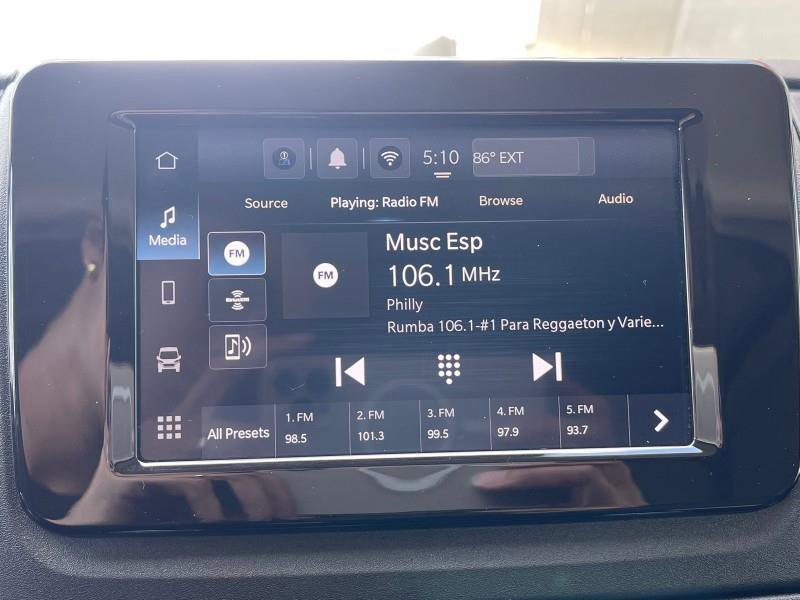 5:10 86° EXT
Source Playing: Radio FM Browse Audio
Media
FM
FM
Musc Esp
106.1 MHz
Philly
Rumba 106.1-#1 Para Reggaeton y Varie...
SiriusXM
All Presets
1. FM 2. FM 3. FM 4. FM 5. FM
98.5 101.3 99.5 97.9 93.7